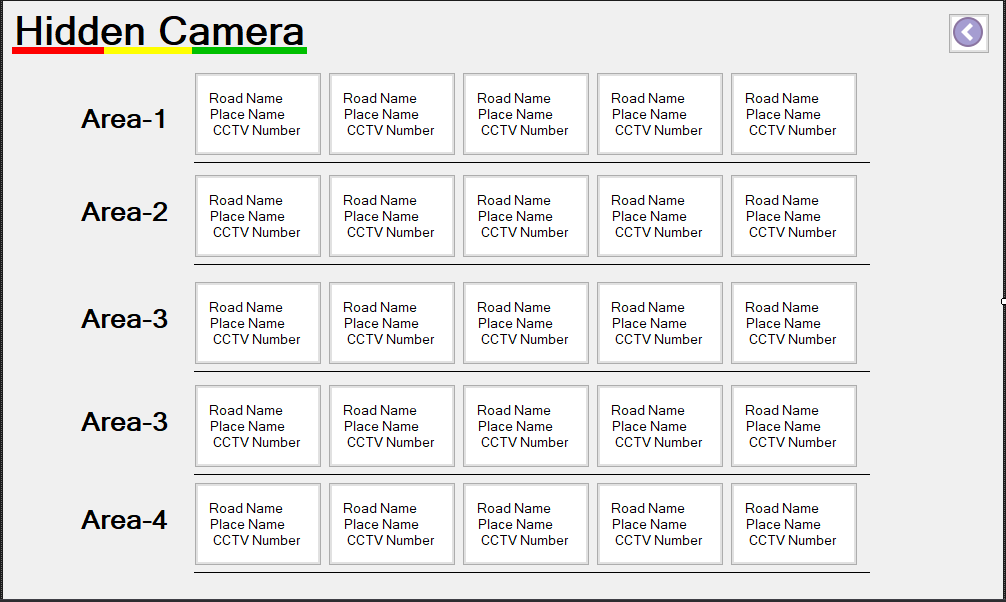 Hidden Camera
Area-1
Road Name Road Name Road Name Road Name Road Name
Place Name Place Name Place Name Place Name Place Name
CCTV Number CCTV Number CCTV Number CCTV Number CCTV Number
Area-2
Road Name Road Name Road Name Road Name Road Name
Place Name Place Name Place Name Place Name Place Name
CCTV Number CCTV Number CCTV Number CCTV Number CCTV Number
Area-3
Road Name Road Name Road Name Road Name Road Name
Place Name Place Name Place Name Place Name Place Name
CCTV Number CCTV Number CCTV Number CCTV Number CCTV Number
Area-3
Road Name Road Name Road Name Road Name Road Name
Place Name Place Name Place Name Place Name Place Name
CCTV Number CCTV Number CCTV Number CCTV Number CCTV Number
Area-4
Road Name Road Name Road Name Road Name Road Name
Place Name Place Name Place Name Place Name Place Name
CCTV Number CCTV Number CCTV Number CCTV Number CCTV Number